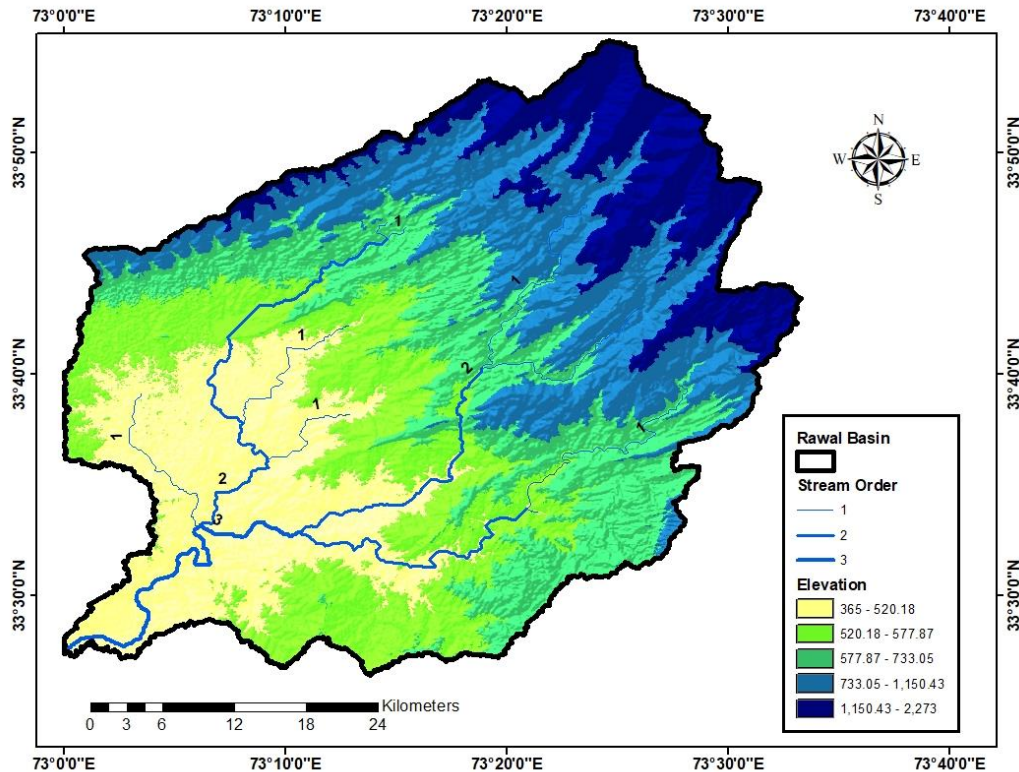 73°0'0"E 73°10'0"E 73°20'0"E 73°30'0"E 73°40'0"E
33°50'0"N 33°50'0"N
N
W E
S
1
1
1
33°40'0"N 2 33°40'0"N
1
1
1
2
3
33°30'0"N 33°30'0"N
Rawal Basin
Stream Order
1
2
3
Elevation
365 - 520.18
520.18 - 577.87
577.87 - 733.05
733.05 - 1,150.43
1,150.43 - 2,273
Kilometers
0 3 6 12 18 24
73°0'0"E 73°10'0"E 73°20'0"E 73°30'0"E 73°40'0"E